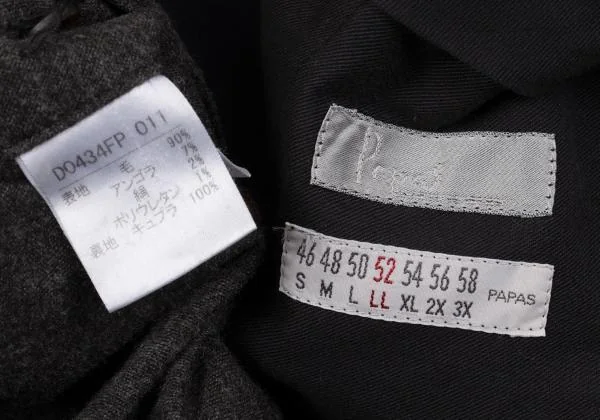 D0434FP 011
表地 毛 90%
アンゴラ 7%
絹 2%
ポリウレタン 1%
裏地 キュプラ 100%
Papas
46 48 50 52 54 56 58
S M L LL XL 2X 3X PAPAS